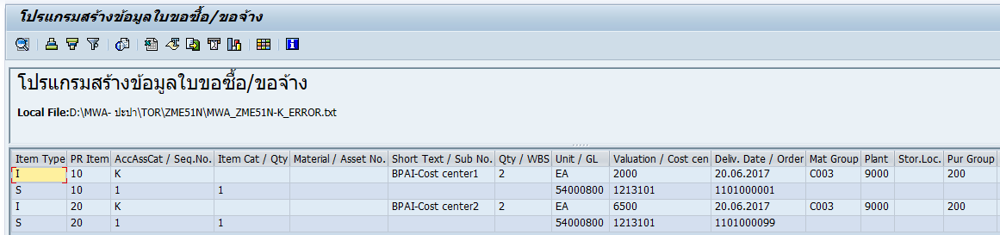 โปรแกรมสร้างข้อมูลใบขอซื้อ/ขอจ้าง
โปรแกรมสร้างข้อมูลใบขอซื้อ/ขอจ้าง
Local File:D:\MWA- ปะปา\TOR\ZME51N\MWA_ZME51N-K_ERROR.txt
Item Type PR Item AccAssCat / Seq.No. Item Cat / Qty Material / Asset No. Short Text / Sub No. Qty / WBS Unit / GL Valuation / Cost cen Deliv. Date / Order Mat Group Plant Stor.Loc. Pur Group
I 10 K BPAI-Cost center1 2 EA 2000 20.06.2017 C003 9000 200
S 10 1 1 54000800 1213101 1101000001
I 20 K BPAI-Cost center2 2 EA 6500 20.06.2017 C003 9000 200
S 20 1 1 54000800 1213101 1101000099